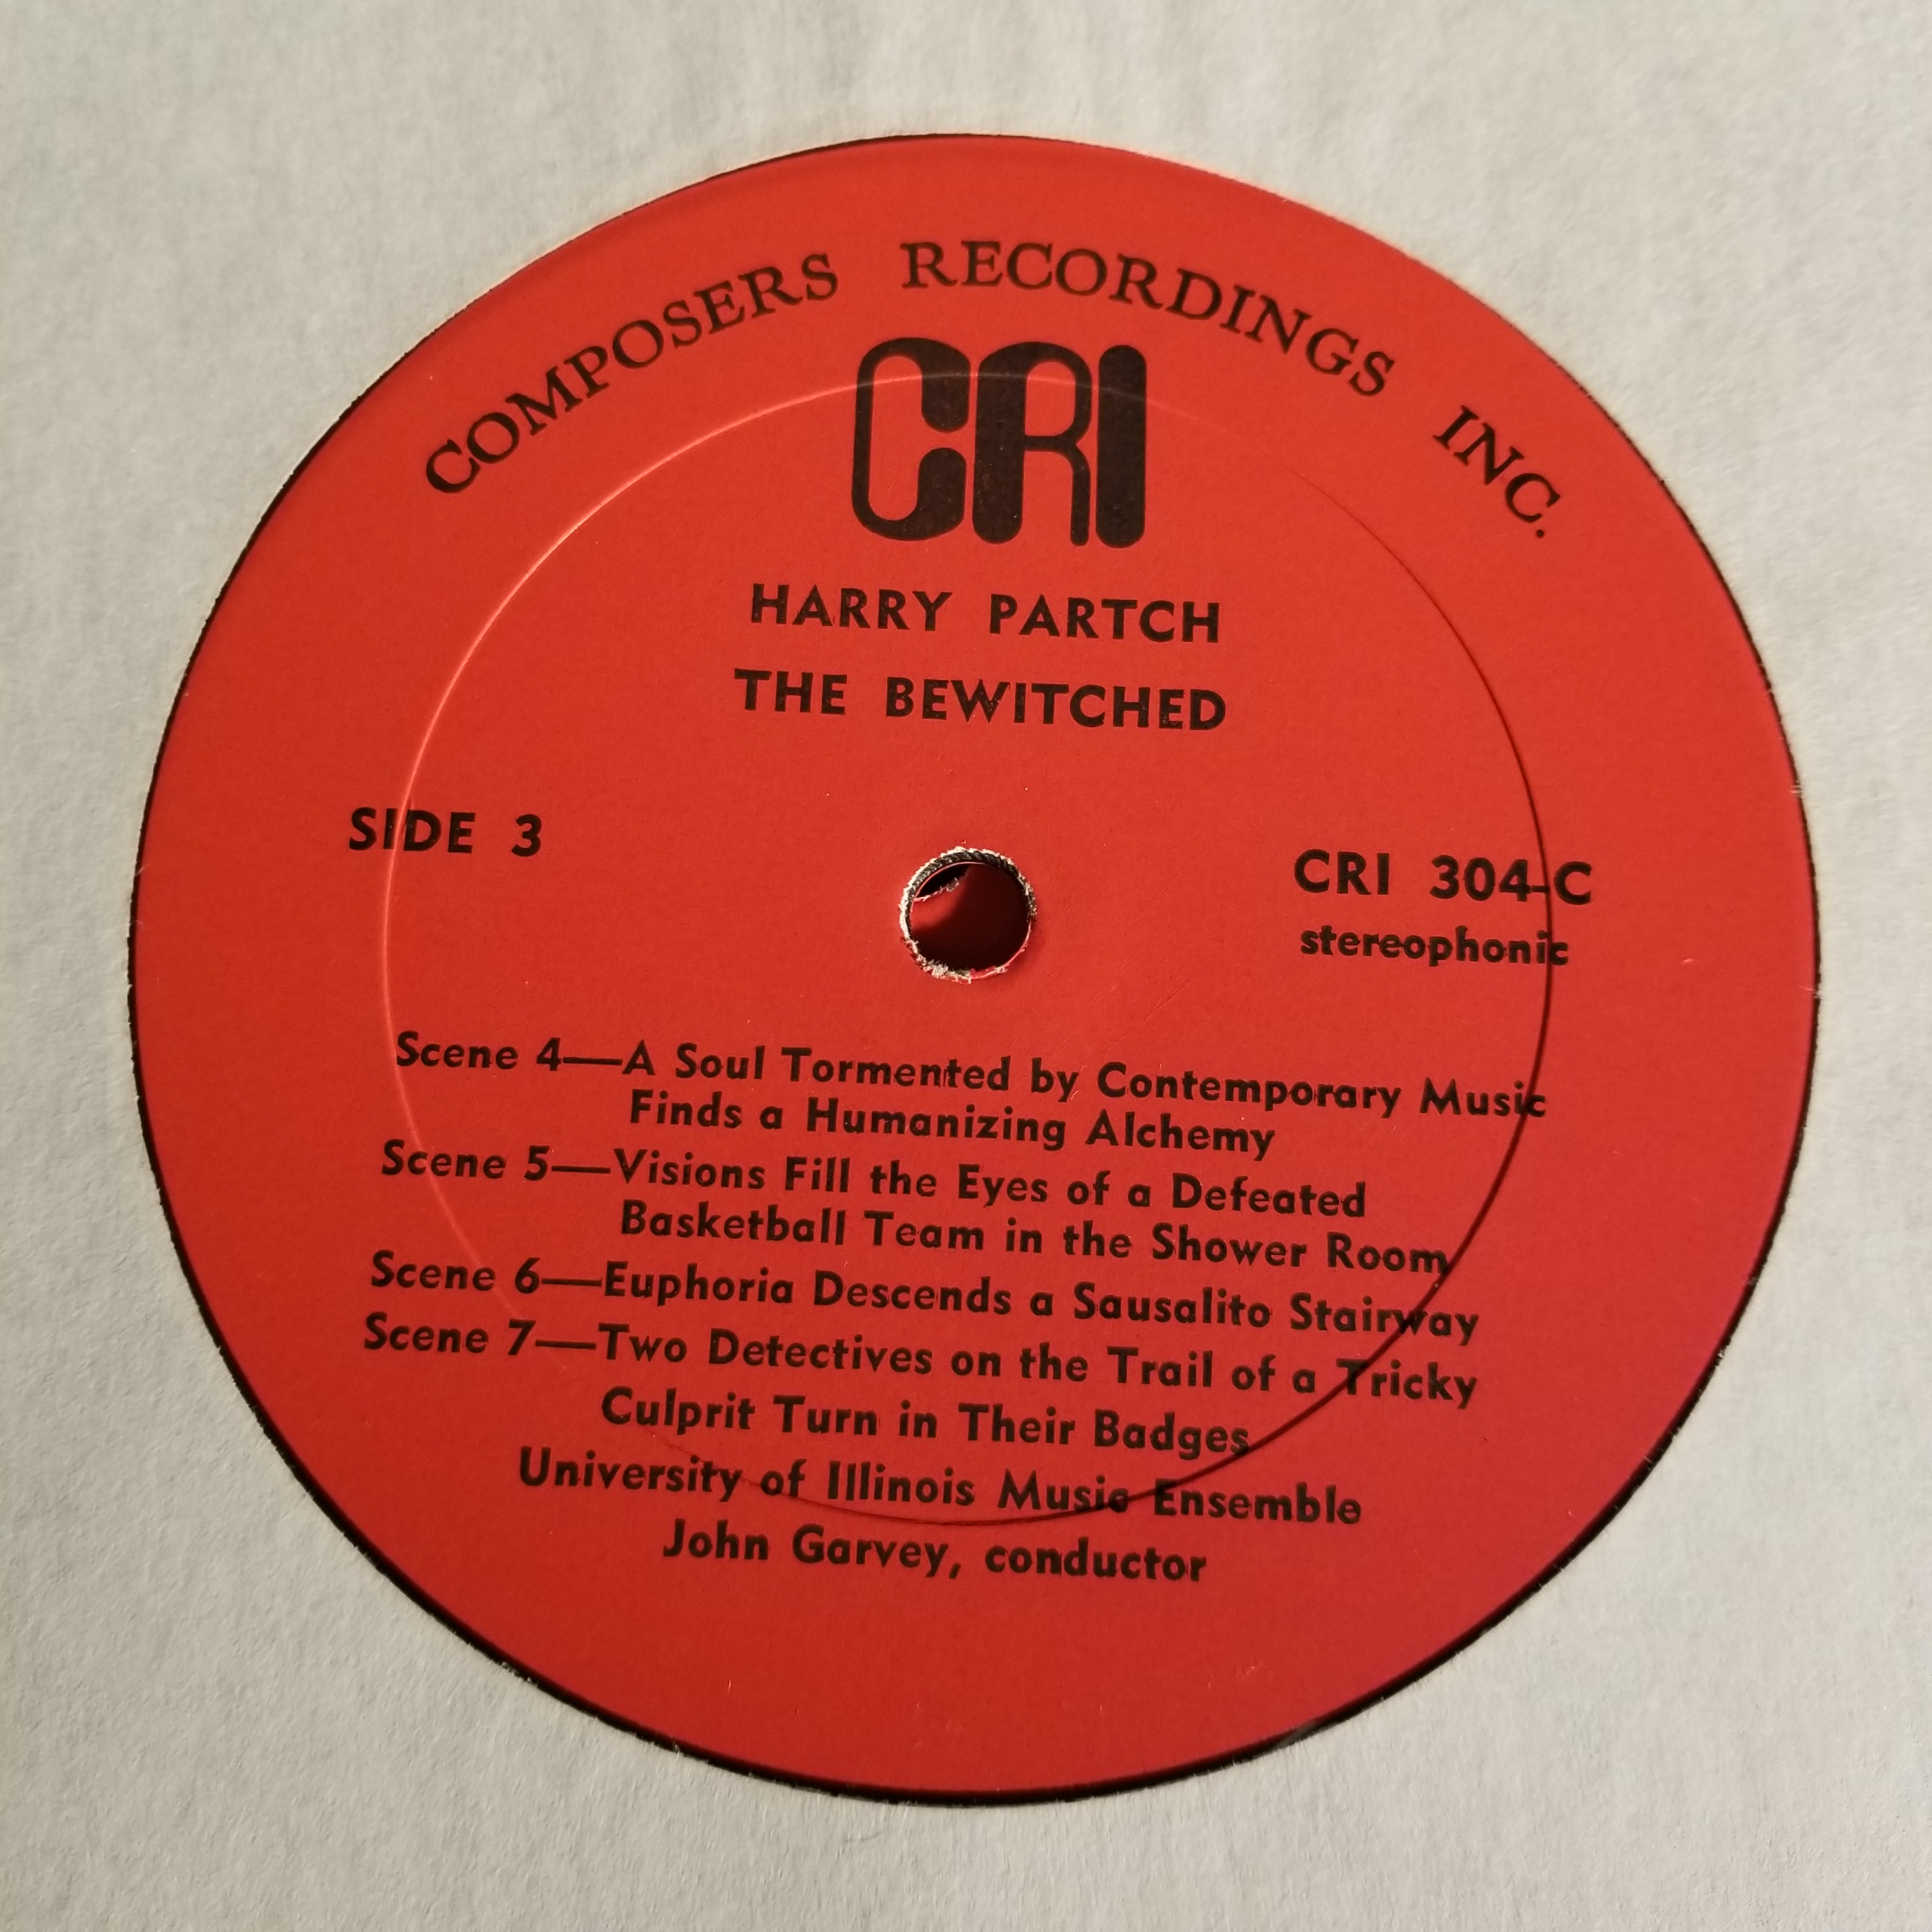 COMPOSERS RECORDINGS INC.
CRI
HARRY PARTCH
THE BEWITCHED
SIDE 3
CRI 304-C
stereophonic
Scene 4—A Soul Tormented by Contemporary Music
Finds a Humanizing Alchemy
Scene 5—Visions Fill the Eyes of a Defeated
Basketball Team in the Shower Room
Scene 6—Euphoria Descends a Sausalito Stairway
Scene 7—Two Detectives on the Trail of a Tricky
Culprit Turn in Their Badges
University of Illinois Music Ensemble
John Garvey, conductor